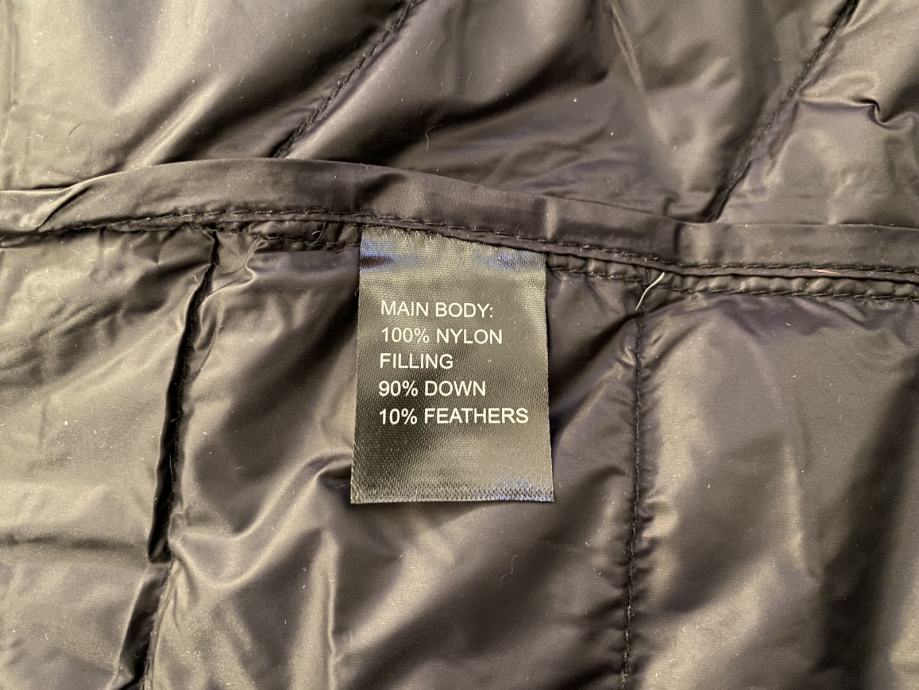 MAIN BODY:
100% NYLON
FILLING
90% DOWN
10% FEATHERS